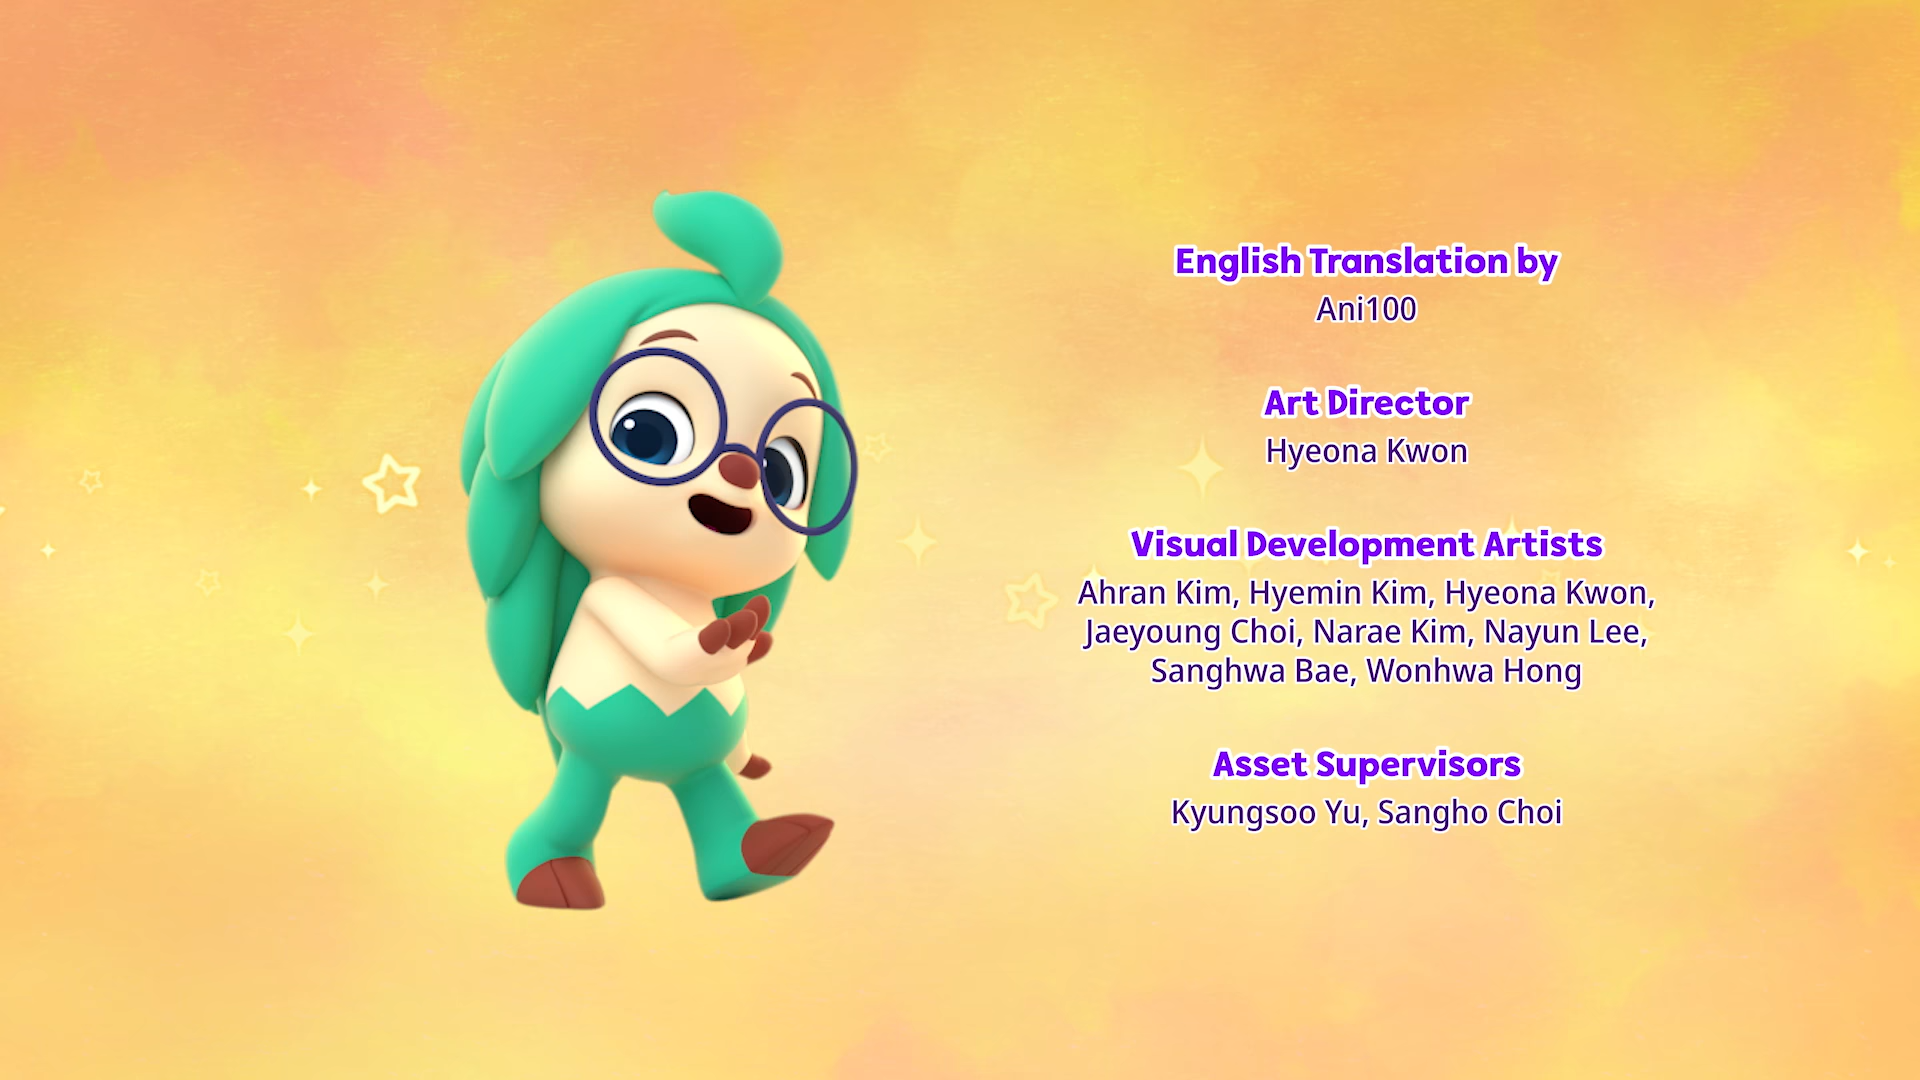 English Translation by
Ani100
Art Director
Hyeona Kwon
Visual Development Artists
Ahran Kim, Hyemin Kim, Hyeona Kwon,
Jaeyoung Choi, Narae Kim, Nayun Lee,
Sanghwa Bae, Wonhwa Hong
Asset Supervisors
Kyungsoo Yu, Sangho Choi